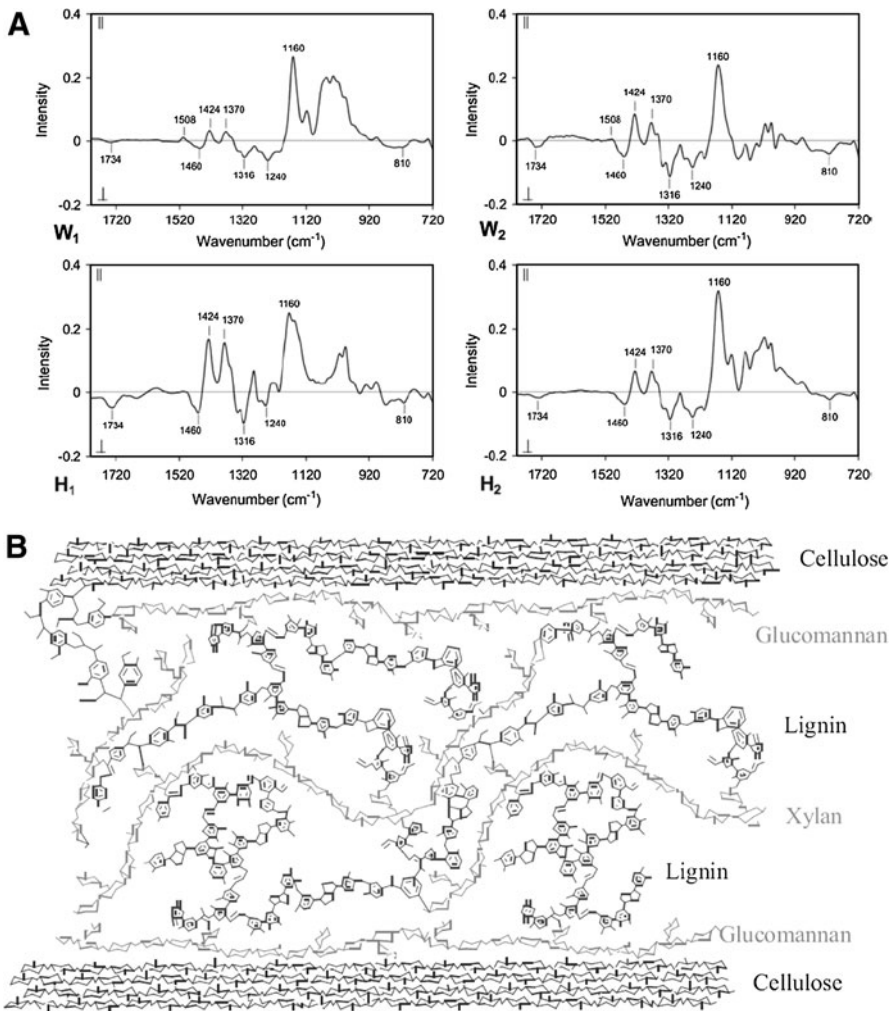 A
||
0.4
0.2
0
-0.2
Intensity
1160
1508
1424
1370
1734
1460
1316
1240
810
⊥
1720 1520 1320 1120 920 720
W1
Wavenumber (cm-1)
||
0.4
0.2
0
-0.2
Intensity
1160
1424
1508
1370
1734
1460
1316
1240
810
⊥
1720 1520 1320 1120 920 720
W2
Wavenumber (cm-1)
||
0.4
0.2
0
-0.2
Intensity
1160
1424
1370
1734
1460
1316
1240
810
⊥
1720 1520 1320 1120 920 720
H1
Wavenumber (cm-1)
||
0.4
0.2
0
-0.2
Intensity
1160
1424
1370
1734
1460
1316
1240
810
⊥
1720 1520 1320 1120 920 720
H2
Wavenumber (cm-1)
B
Cellulose
Glucomannan
Lignin
Xylan
Lignin
Glucomannan
Cellulose